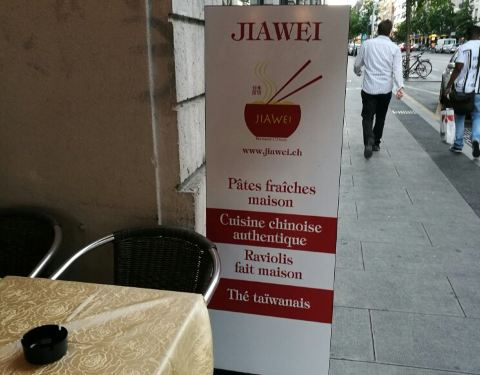 JIAWEI
JIAWEI
www.jiawei.ch
Pâtes fraîches
maison
Cuisine chinoise
authentique
Raviolis
fait maison
Thé taïwanais